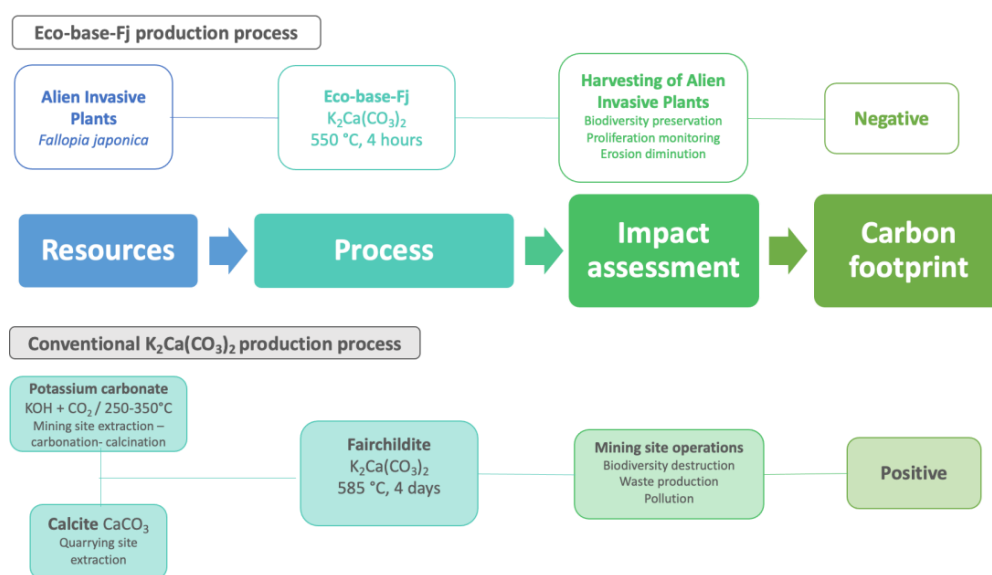 Eco-base-Fj production process
Alien Invasive
Plants
Fallopia japonica
Eco-base-Fj
K₂Ca(CO₃)₂
550 °C, 4 hours
Harvesting of Alien
Invasive Plants
Biodiversity preservation
Proliferation monitoring
Erosion diminution
Negative
Resources
Process
Impact
assessment
Carbon
footprint
Conventional K₂Ca(CO₃)₂ production process
Potassium carbonate
KOH + CO₂ / 250-350°C
Mining site extraction –
carbonation- calcination
Calcite CaCO₃
Quarrying site
extraction
Fairchildite
K₂Ca(CO₃)₂
585 °C, 4 days
Mining site operations
Biodiversity destruction
Waste production
Pollution
Positive